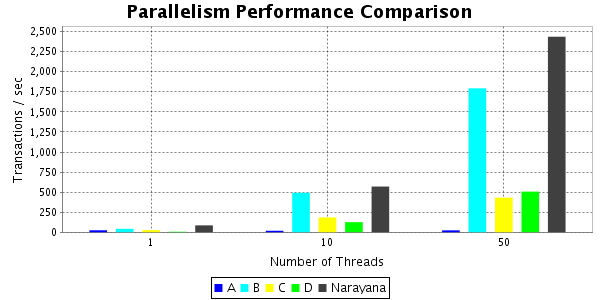 Parallelism Performance Comparison
2,500
2,250
2,000
1,750
1,500
1,250
1,000
750
500
250
0
Transactions / sec
1 10 50
Number of Threads
A B C D Narayana